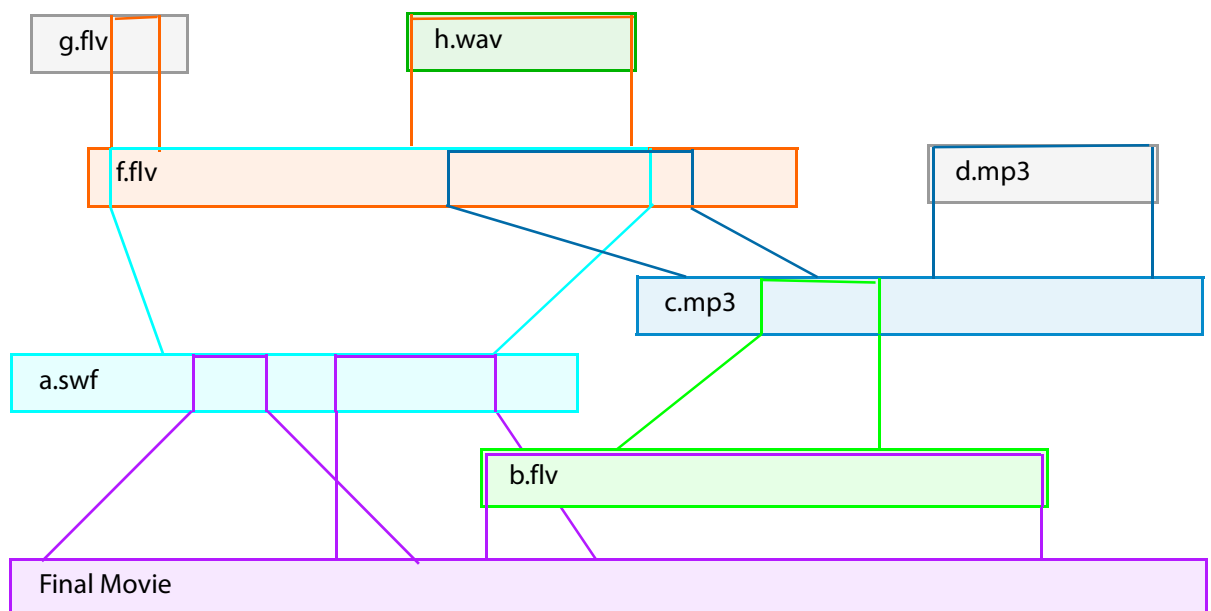 g.flv
h.wav
f.flv
d.mp3
c.mp3
a.swf
b.flv
Final Movie